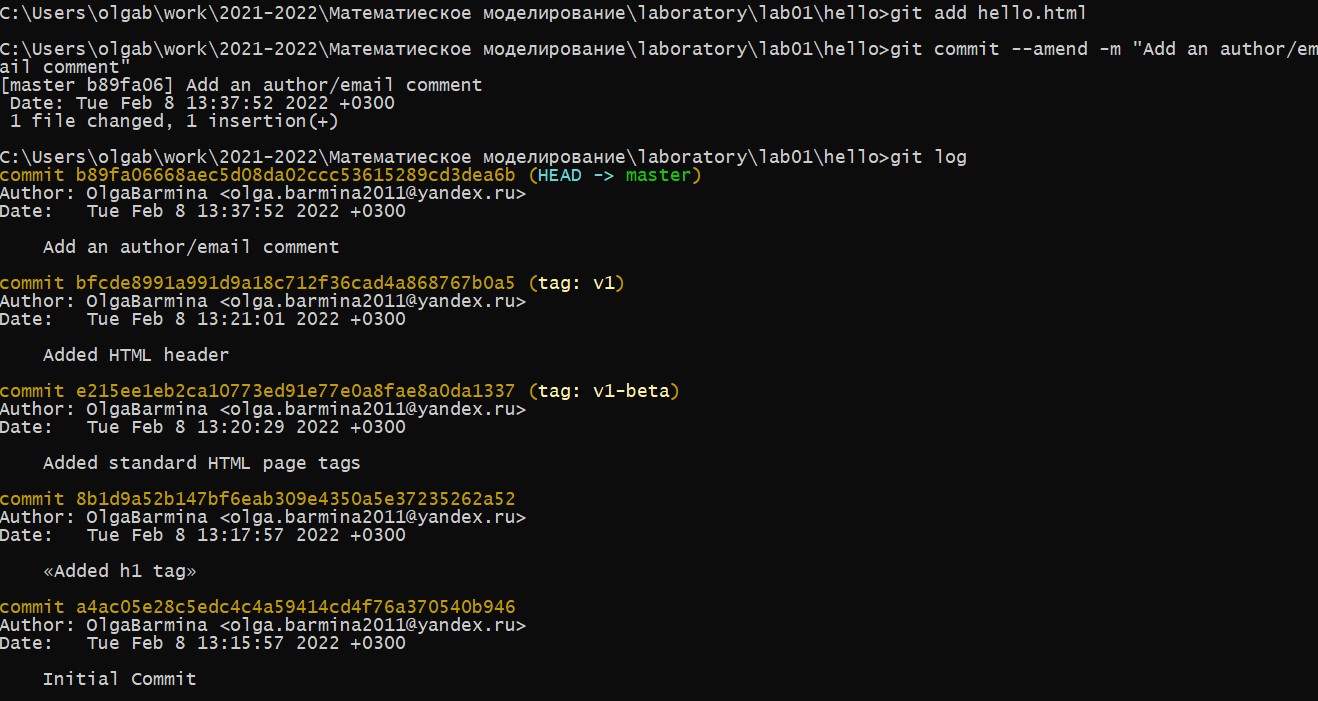 C:\Users\olgab\work\2021-2022\Математиеское моделирование\laboratory\lab01\hello>git add hello.html
C:\Users\olgab\work\2021-2022\Математиеское моделирование\laboratory\lab01\hello>git commit --amend -m "Add an author/em
ail comment"
[master b89fa06] Add an author/email comment
 Date: Tue Feb 8 13:37:52 2022 +0300
 1 file changed, 1 insertion(+)
C:\Users\olgab\work\2021-2022\Математиеское моделирование\laboratory\lab01\hello>git log
commit b89fa06668aec5d08da02ccc53615289cd3dea6b (HEAD -> master)
Author: OlgaBarmina <olga.barmina2011@yandex.ru>
Date:   Tue Feb 8 13:37:52 2022 +0300
    Add an author/email comment
commit bfcde8991a991d9a18c712f36cad4a868767b0a5 (tag: v1)
Author: OlgaBarmina <olga.barmina2011@yandex.ru>
Date:   Tue Feb 8 13:21:01 2022 +0300
    Added HTML header
commit e215ee1eb2ca10773ed91e77e0a8fae8a0da1337 (tag: v1-beta)
Author: OlgaBarmina <olga.barmina2011@yandex.ru>
Date:   Tue Feb 8 13:20:29 2022 +0300
    Added standard HTML page tags
commit 8b1d9a52b147bf6eab309e4350a5e37235262a52
Author: OlgaBarmina <olga.barmina2011@yandex.ru>
Date:   Tue Feb 8 13:17:57 2022 +0300
    «Added h1 tag»
commit a4ac05e28c5edc4c4a59414cd4f76a370540b946
Author: OlgaBarmina <olga.barmina2011@yandex.ru>
Date:   Tue Feb 8 13:15:57 2022 +0300
    Initial Commit